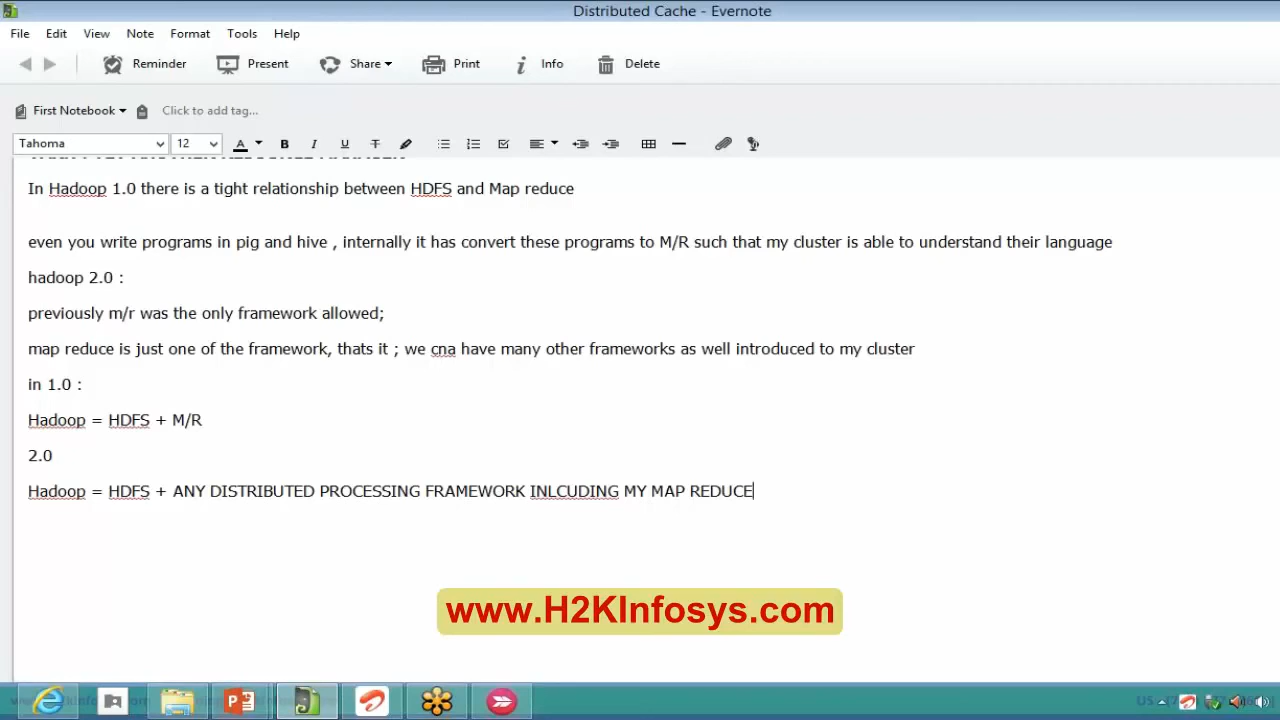 Distributed Cache - Evernote
File Edit View Note Format Tools Help
Reminder Present Share Print Info Delete
First Notebook Click to add tag...
Tahoma 12 A B I U T
In Hadoop 1.0 there is a tight relationship between HDFS and Map reduce
even you write programs in pig and hive , internally it has convert these programs to M/R such that my cluster is able to understand their language
hadoop 2.0 :
previously m/r was the only framework allowed;
map reduce is just one of the framework, thats it ; we cna have many other frameworks as well introduced to my cluster
in 1.0 :
Hadoop = HDFS + M/R
2.0
Hadoop = HDFS + ANY DISTRIBUTED PROCESSING FRAMEWORK INLCUDING MY MAP REDUCE
www.H2KInfosys.com
US